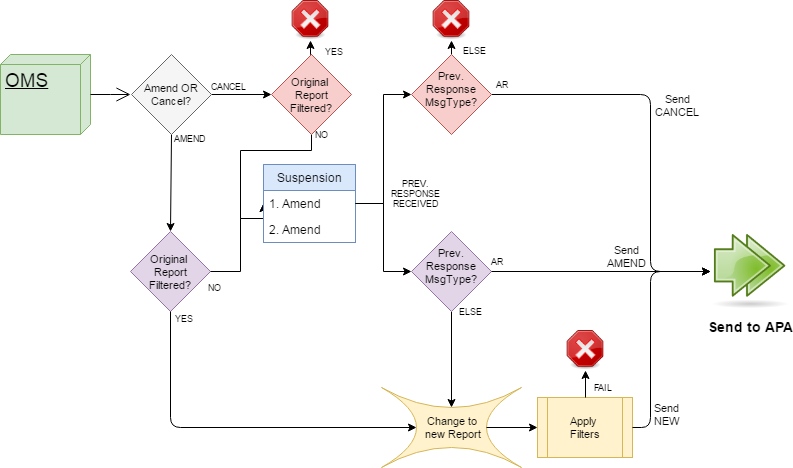 OMS
Amend OR
Cancel?
CANCEL
Original
Report
Filtered?
YES
NO
AMEND
Suspension
1. Amend
2. Amend
PREV.
RESPONSE
RECEIVED
Prev.
Response
MsgType?
ELSE
AR
Send
CANCEL
Original
Report
Filtered?
NO
YES
Prev.
Response
MsgType?
AR
ELSE
Send
AMEND
Send to APA
Change to
new Report
Apply
Filters
FAIL
Send
NEW